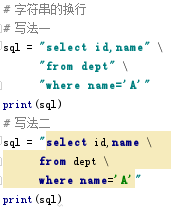 # 字符串的换行
# 写法一
sql = "select id,name" \
"from dept" \
"where name='A'"
print(sql)
# 写法二
sql = "select id,name \
from dept \
where name='A'"
print(sql)